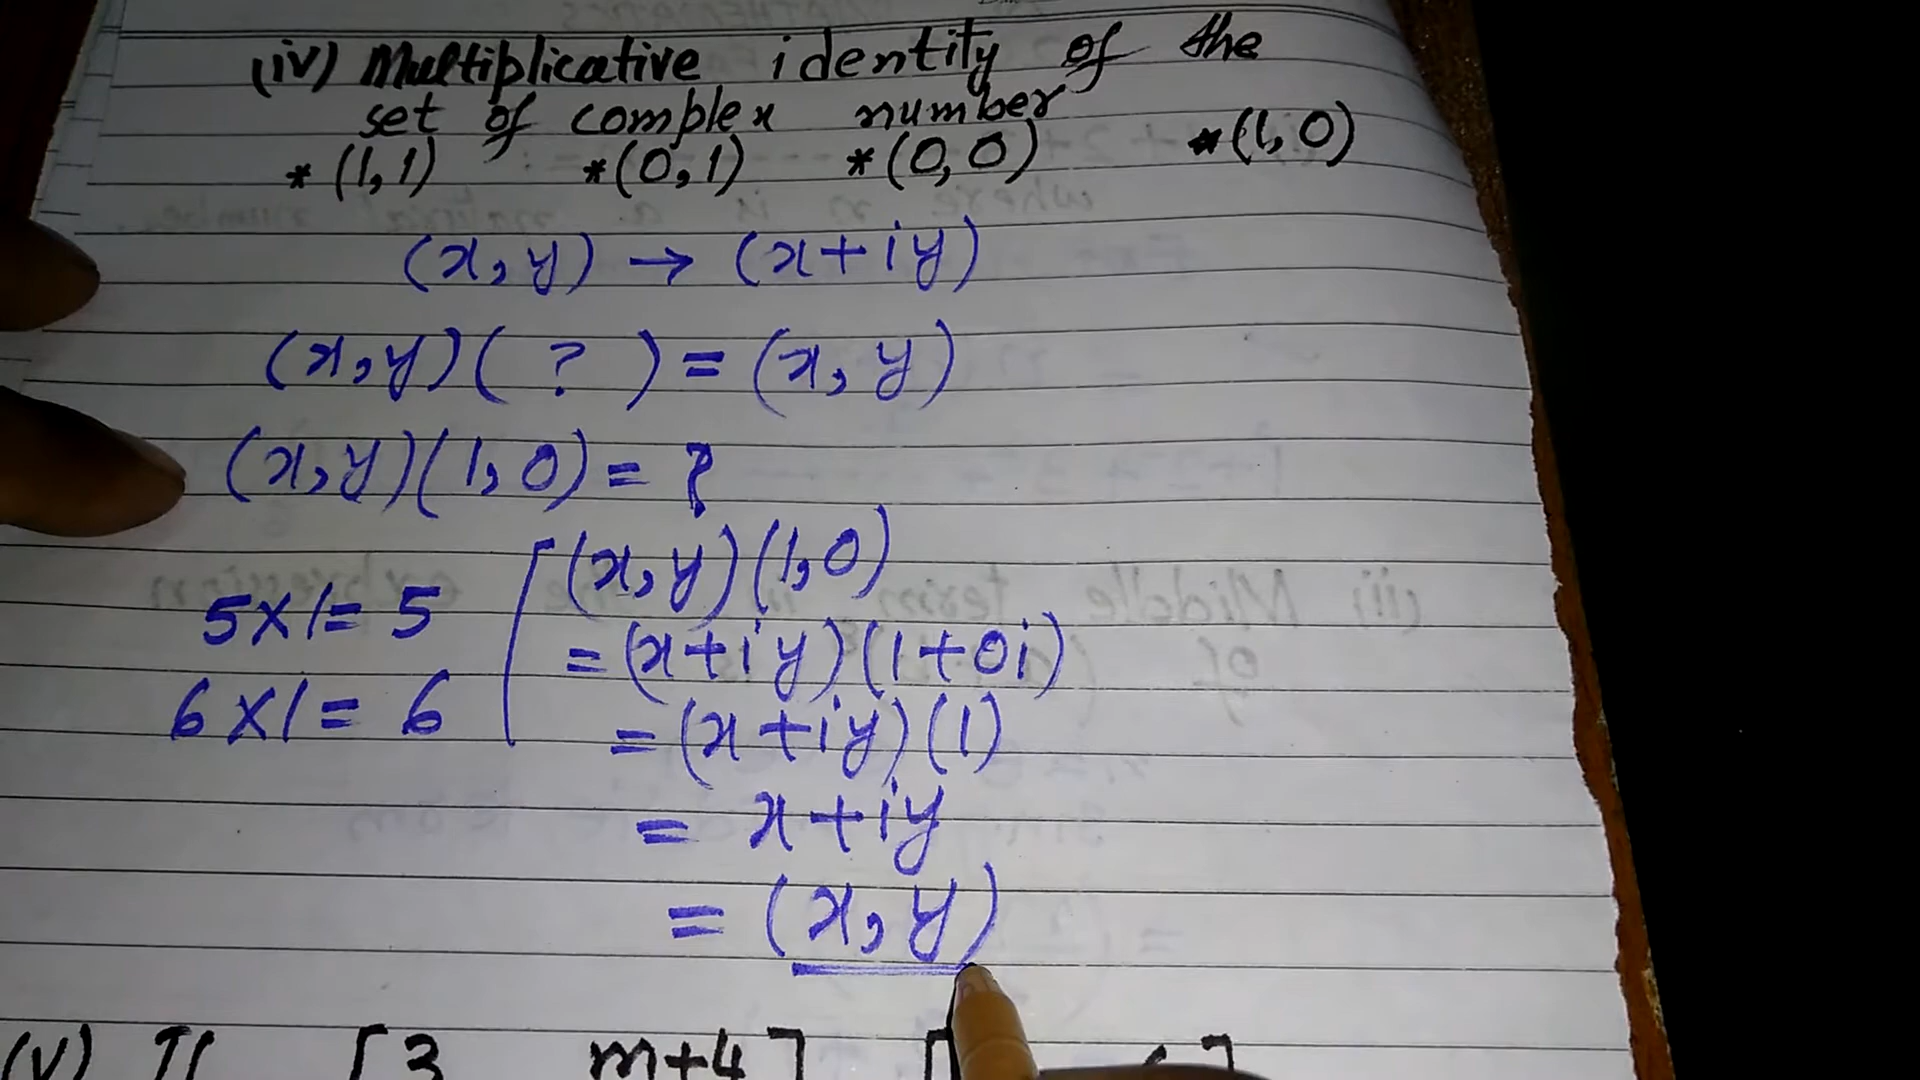 (iv) Multiplicative identity of the
set of complex number
* (1,1) * (0,1) * (0,0) * (1,0)
(x,y) → (x+iy)
(x,y)( ? ) = (x,y)
(x,y)(1,0) = ?
(x,y)(1,0)
5×1= 5
= (x+iy)(1+0i)
6×1= 6
= (x+iy)(1)
= x+iy
= (x,y)
(v) If [3 m+4]